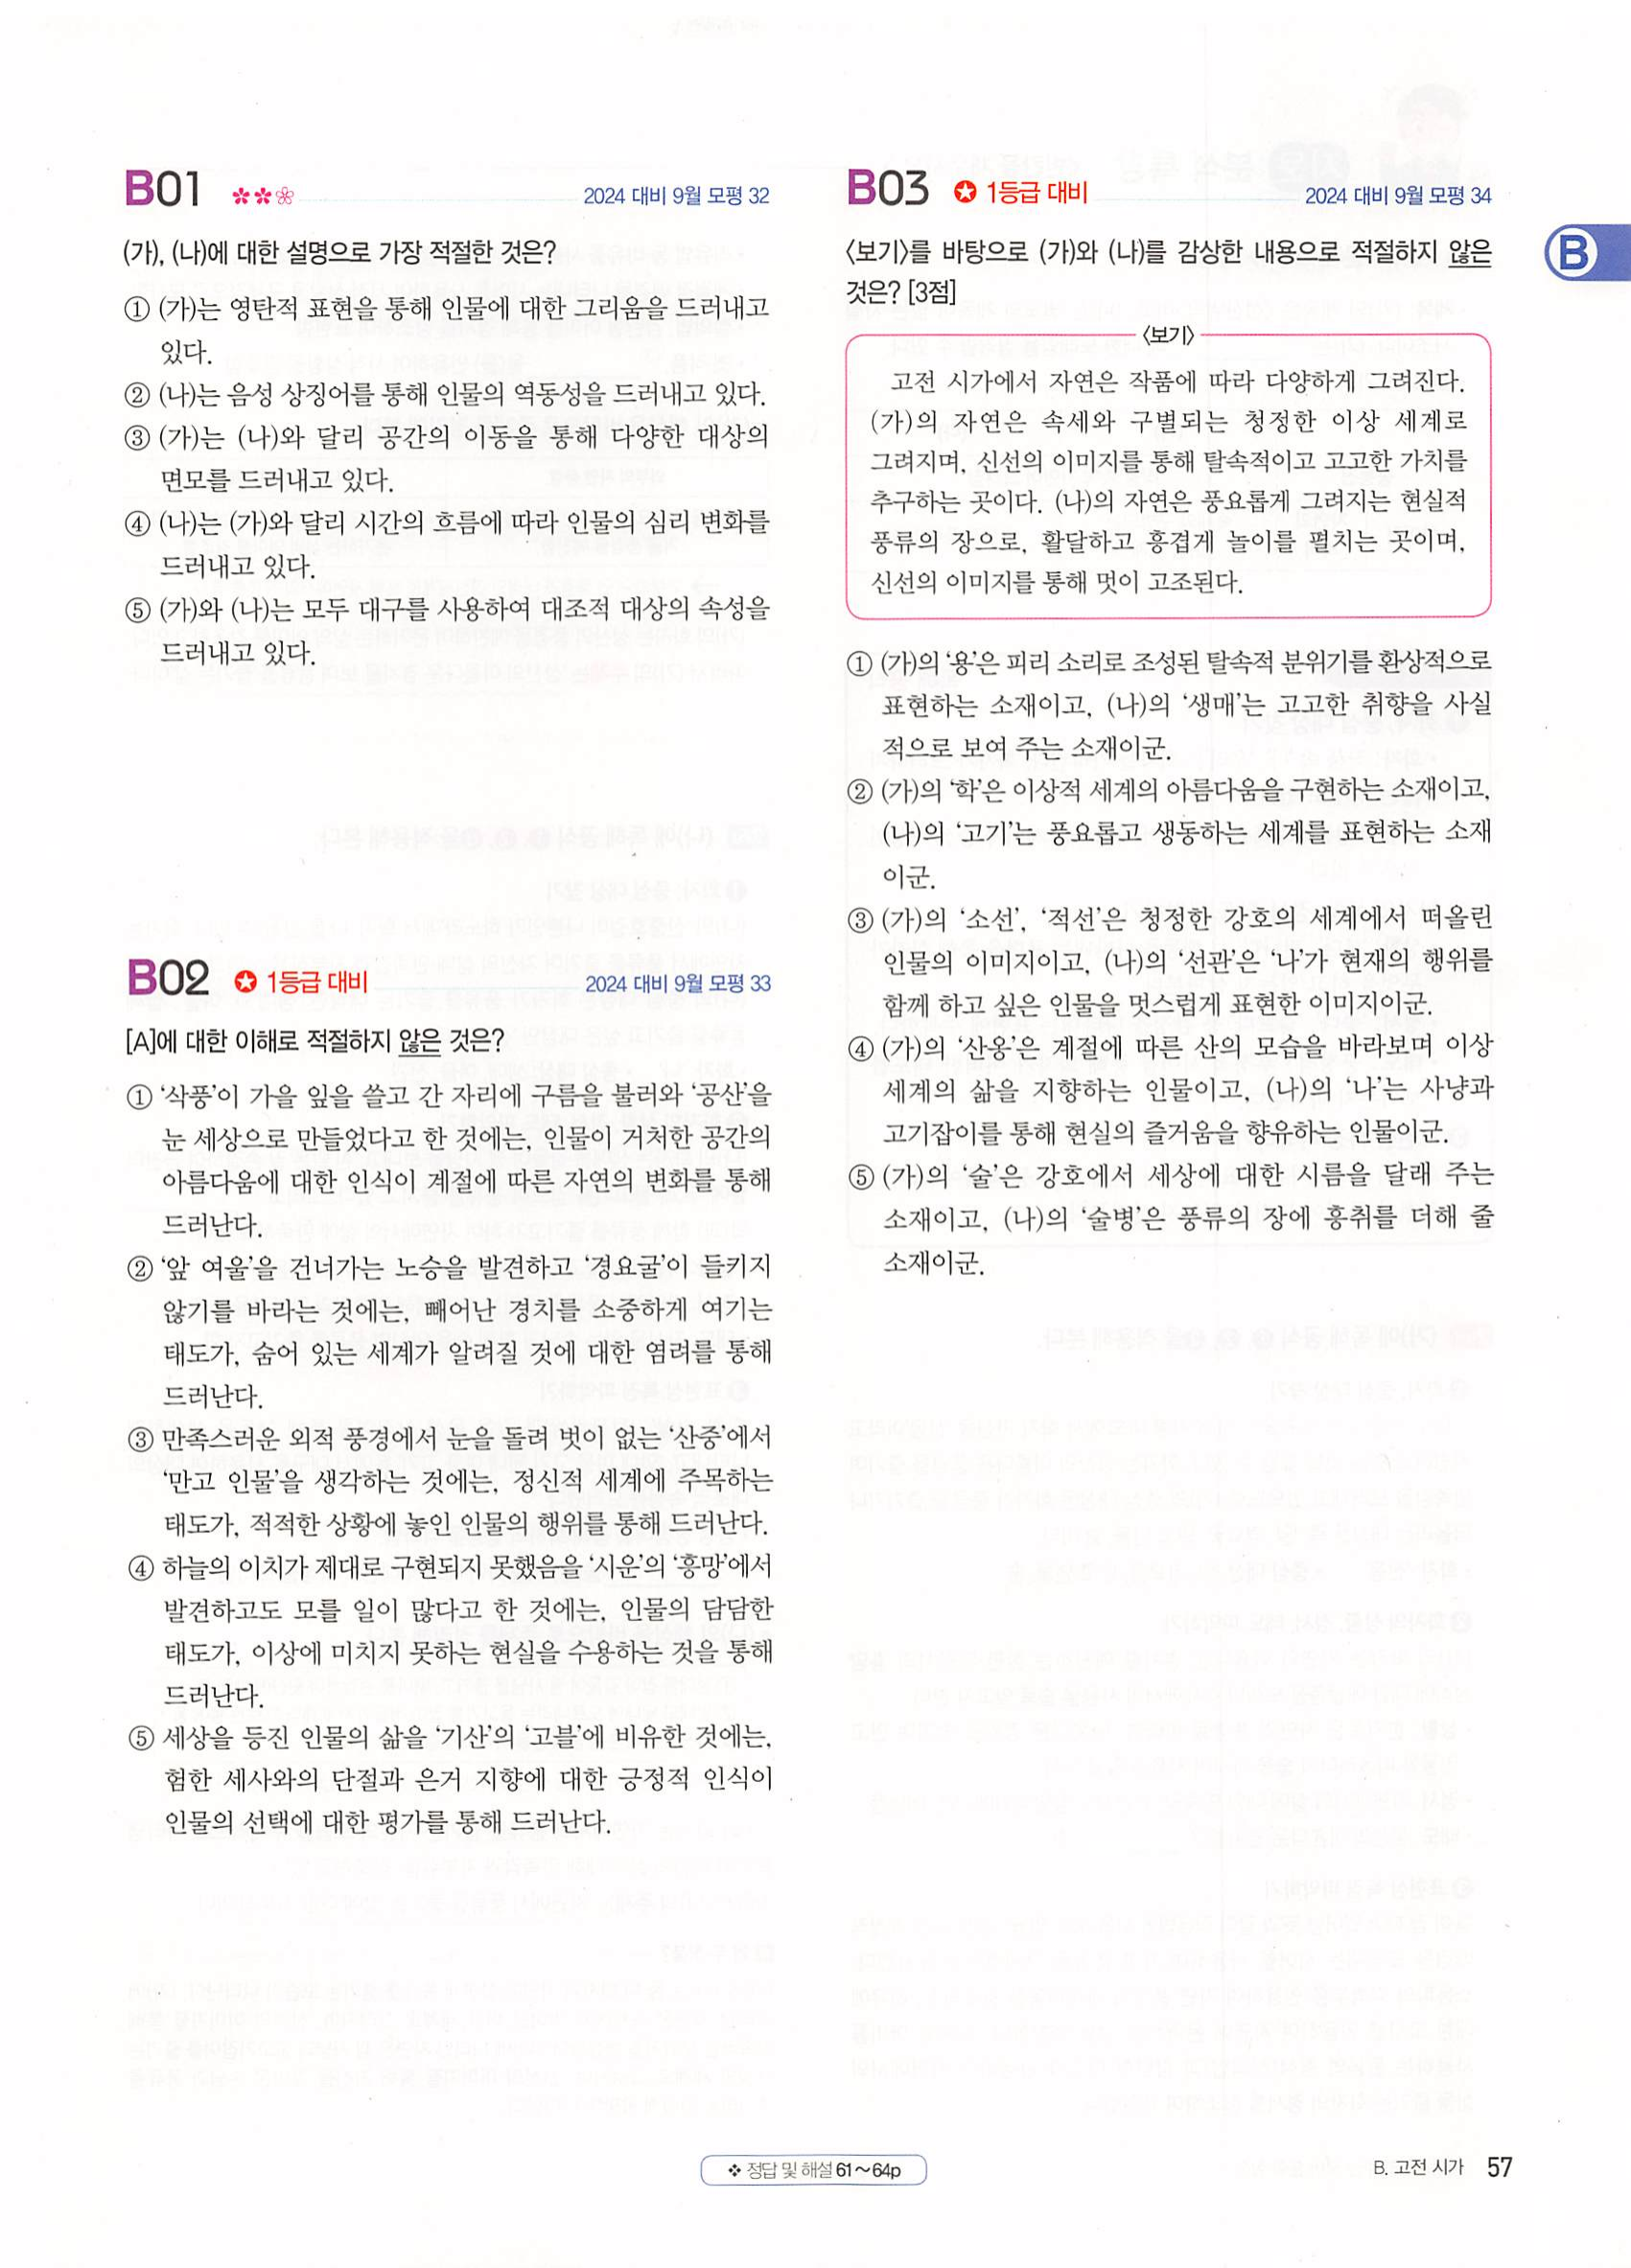 B01
2024 대비 9월 모평 32
(가), (나)에 대한 설명으로 가장 적절한 것은?
① (가)는 영탄적 표현을 통해 인물에 대한 그리움을 드러내고
있다.
② (나)는 음성 상징어를 통해 인물의 역동성을 드러내고 있다.
③ (가)는 (나)와 달리 공간의 이동을 통해 다양한 대상의
면모를 드러내고 있다.
④ (나)는 (가)와 달리 시간의 흐름에 따라 인물의 심리 변화를
드러내고 있다.
⑤ (가)와 (나)는 모두 대구를 사용하여 대조적 대상의 속성을
드러내고 있다.
B02 1등급 대비
2024 대비 9월 모평 33
[A]에 대한 이해로 적절하지 않은 것은?
① ‘삭풍’이 가을 잎을 쓸고 간 자리에 구름을 불러와 ‘공산’을
눈 세상으로 만들었다고 한 것에는, 인물이 거처한 공간의
아름다움에 대한 인식이 계절에 따른 자연의 변화를 통해
드러난다.
② ‘앞 여울’을 건너가는 노승을 발견하고 ‘경요굴’이 들키지
않기를 바라는 것에는, 빼어난 경치를 소중하게 여기는
태도가, 숨어 있는 세계가 알려질 것에 대한 염려를 통해
드러난다.
③ 만족스러운 외적 풍경에서 눈을 돌려 벗이 없는 ‘산중’에서
‘만고 인물’을 생각하는 것에는, 정신적 세계에 주목하는
태도가, 적적한 상황에 놓인 인물의 행위를 통해 드러난다.
④ 하늘의 이치가 제대로 구현되지 못했음을 ‘시운’의 ‘흥망’에서
발견하고도 모를 일이 많다고 한 것에는, 인물의 담담한
태도가, 이상에 미치지 못하는 현실을 수용하는 것을 통해
드러난다.
⑤ 세상을 등진 인물의 삶을 ‘기산’의 ‘고블’에 비유한 것에는,
험한 세사와의 단절과 은거 지향에 대한 긍정적 인식이
인물의 선택에 대한 평가를 통해 드러난다.
B03 1등급 대비
2024 대비 9월 모평 34
〈보기〉를 바탕으로 (가)와 (나)를 감상한 내용으로 적절하지 않은
것은? [3점]
〈보기〉
고전 시가에서 자연은 작품에 따라 다양하게 그려진다.
(가)의 자연은 속세와 구별되는 청정한 이상 세계로
그려지며, 신선의 이미지를 통해 탈속적이고 고고한 가치를
추구하는 곳이다. (나)의 자연은 풍요롭게 그려지는 현실적
풍류의 장으로, 활달하고 흥겹게 놀이를 펼치는 곳이며,
신선의 이미지를 통해 멋이 고조된다.
① (가)의 ‘용’은 피리 소리로 조성된 탈속적 분위기를 환상적으로
표현하는 소재이고, (나)의 ‘생매’는 고고한 취향을 사실
적으로 보여 주는 소재이군.
② (가)의 ‘학’은 이상적 세계의 아름다움을 구현하는 소재이고,
(나)의 ‘고기’는 풍요롭고 생동하는 세계를 표현하는 소재
이군.
③ (가)의 ‘소선’, ‘적선’은 청정한 강호의 세계에서 떠올린
인물의 이미지이고, (나)의 ‘선관’은 ‘나’가 현재의 행위를
함께 하고 싶은 인물을 멋스럽게 표현한 이미지이군.
④ (가)의 ‘산옹’은 계절에 따른 산의 모습을 바라보며 이상
세계의 삶을 지향하는 인물이고, (나)의 ‘나’는 사냥과
고기잡이를 통해 현실의 즐거움을 향유하는 인물이군.
⑤ (가)의 ‘술’은 강호에서 세상에 대한 시름을 달래 주는
소재이고, (나)의 ‘술병’은 풍류의 장에 흥취를 더해 줄
소재이군.
B
❖ 정답 및 해설 61~64p
B. 고전 시가 57